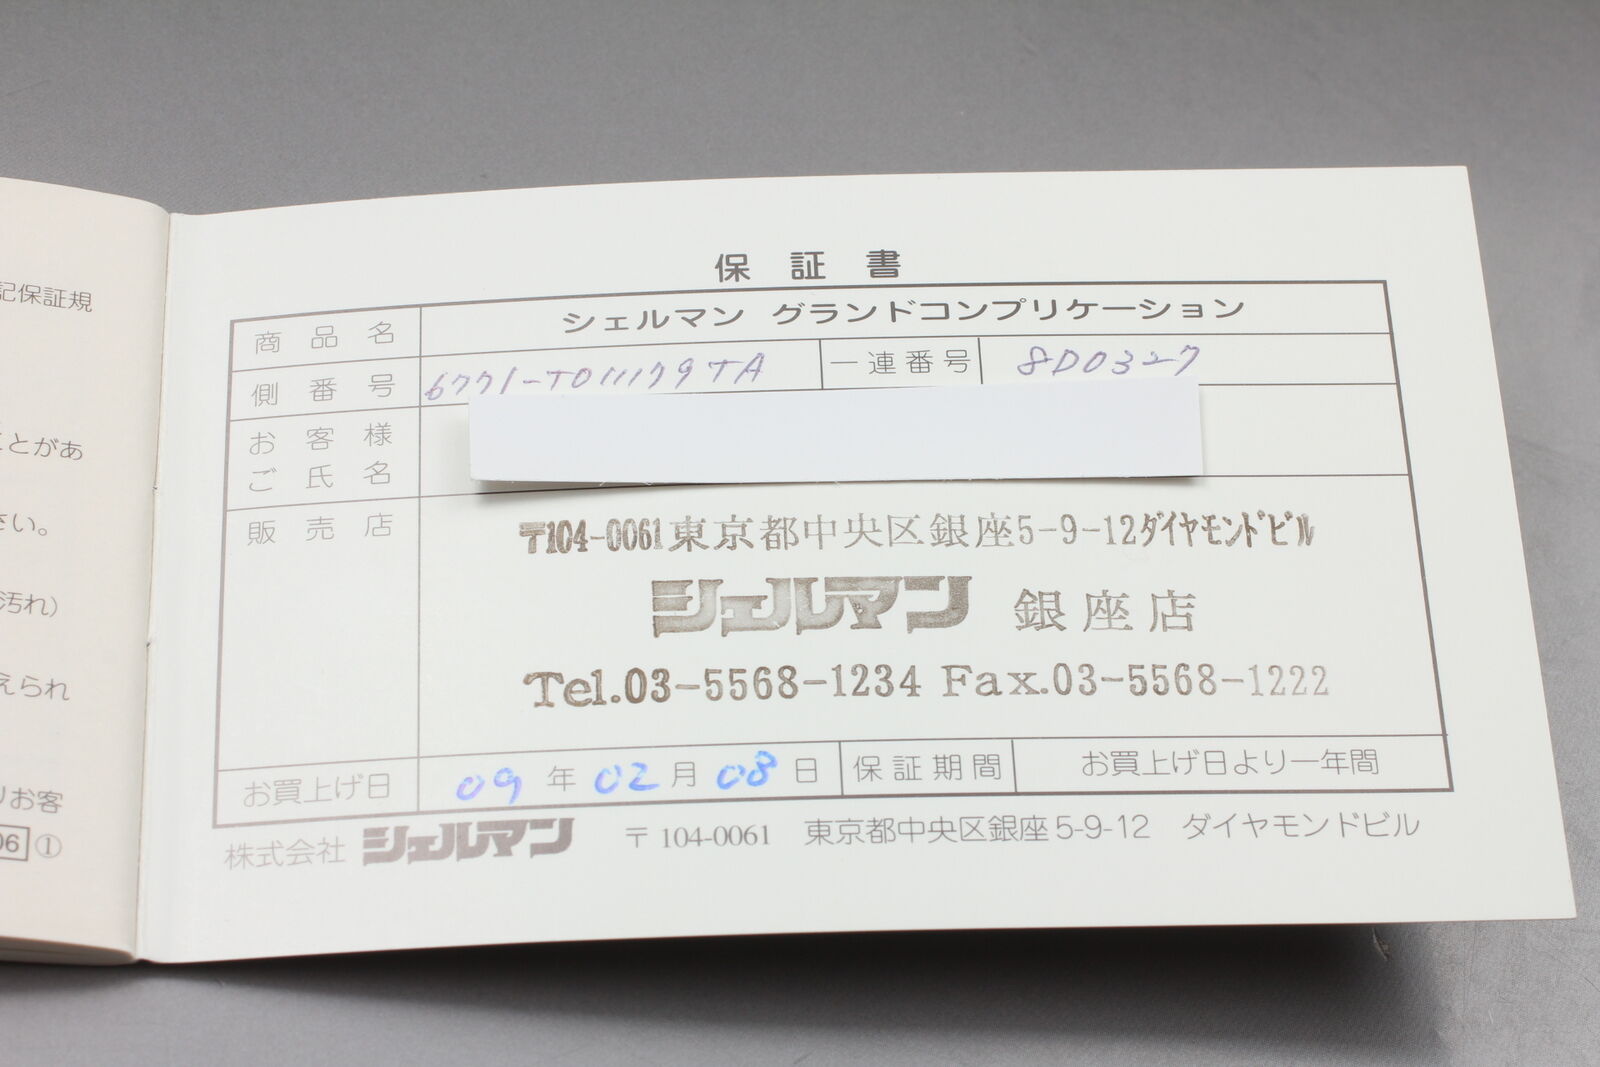 記保証規
ことがあ
さい。
汚れ）
えられ
りお客
06 ①
保証書
商品名 シェルマン グランドコンプリケーション
側番号 6771-T011179TA 一連番号 8D0327
お客様
ご氏名
販売店 〒104-0061東京都中央区銀座5-9-12ダイヤモンドビル
シェルマン 銀座店
Tel.03-5568-1234 Fax.03-5568-1222
お買上げ日 09年02月08日 保証期間 お買上げ日より一年間
株式会社 シェルマン 〒104-0061 東京都中央区銀座5-9-12 ダイヤモンドビル